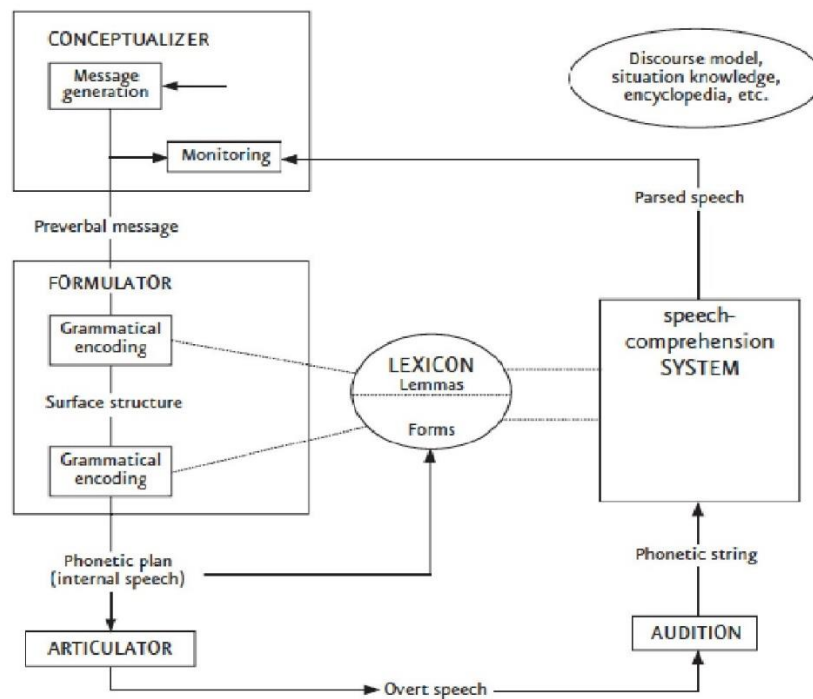 CONCEPTUALIZER
Message
generation
Monitoring
Discourse model,
situation knowledge,
encyclopedia, etc.
Parsed speech
Preverbal message
FORMULATOR
Grammatical
encoding
Surface structure
Grammatical
encoding
LEXICON
Lemmas
Forms
speech-
comprehension
SYSTEM
Phonetic plan
(internal speech)
Phonetic string
ARTICULATOR
AUDITION
Overt speech